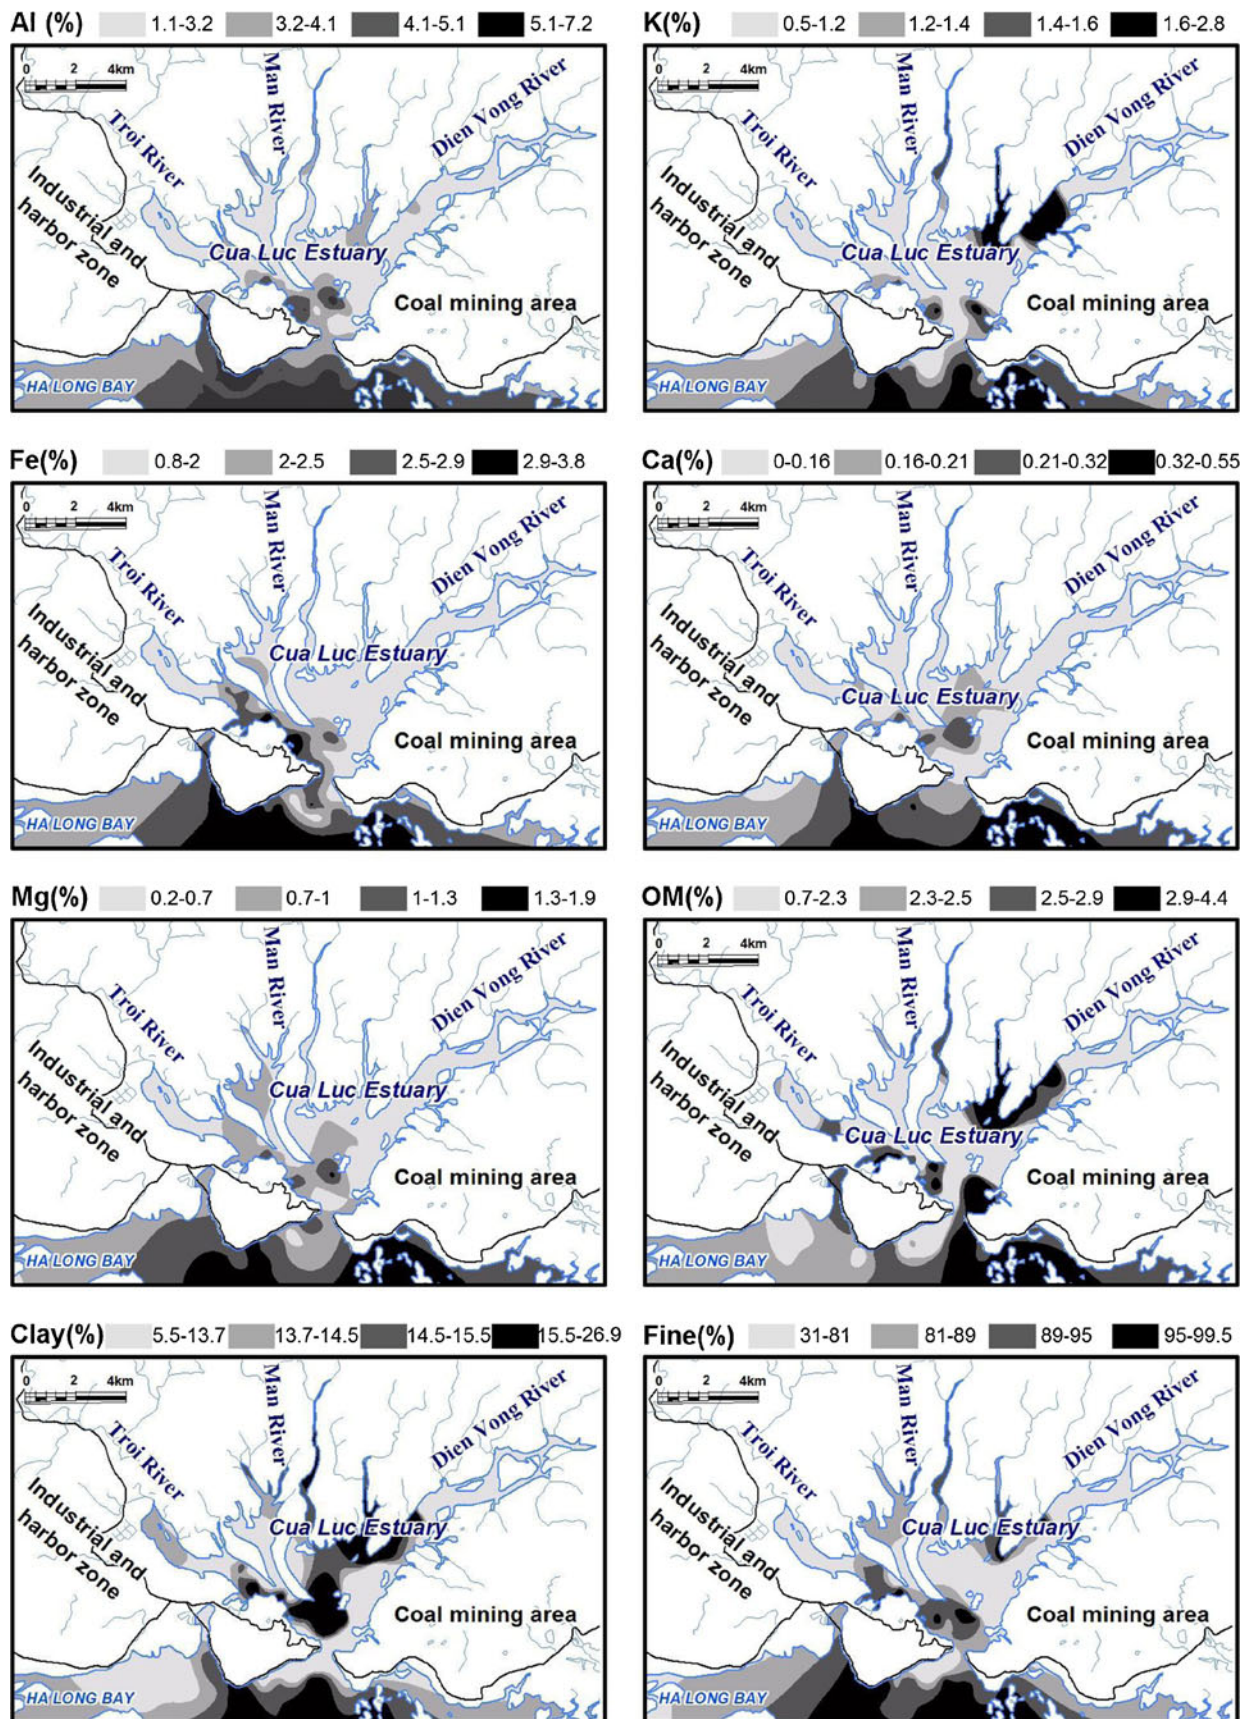 Al (%) 1.1-3.2 3.2-4.1 4.1-5.1 5.1-7.2
0 2 4km
Troi River
Man River
Dien Vong River
Industrial and
harbor zone
Cua Luc Estuary
Coal mining area
HA LONG BAY
K(%) 0.5-1.2 1.2-1.4 1.4-1.6 1.6-2.8
0 2 4km
Troi River
Man River
Dien Vong River
Industrial and
harbor zone
Cua Luc Estuary
Coal mining area
HA LONG BAY
Fe(%) 0.8-2 2-2.5 2.5-2.9 2.9-3.8
0 2 4km
Troi River
Man River
Dien Vong River
Industrial and
harbor zone
Cua Luc Estuary
Coal mining area
HA LONG BAY
Ca(%) 0-0.16 0.16-0.21 0.21-0.32 0.32-0.55
0 2 4km
Troi River
Man River
Dien Vong River
Industrial and
harbor zone
Cua Luc Estuary
Coal mining area
HA LONG BAY
Mg(%) 0.2-0.7 0.7-1 1-1.3 1.3-1.9
0 2 4km
Troi River
Man River
Dien Vong River
Industrial and
harbor zone
Cua Luc Estuary
Coal mining area
HA LONG BAY
OM(%) 0.7-2.3 2.3-2.5 2.5-2.9 2.9-4.4
0 2 4km
Troi River
Man River
Dien Vong River
Industrial and
harbor zone
Cua Luc Estuary
Coal mining area
HA LONG BAY
Clay(%) 5.5-13.7 13.7-14.5 14.5-15.5 15.5-26.9
0 2 4km
Troi River
Man River
Dien Vong River
Industrial and
harbor zone
Cua Luc Estuary
Coal mining area
HA LONG BAY
Fine(%) 31-81 81-89 89-95 95-99.5
0 2 4km
Troi River
Man River
Dien Vong River
Industrial and
harbor zone
Cua Luc Estuary
Coal mining area
HA LONG BAY